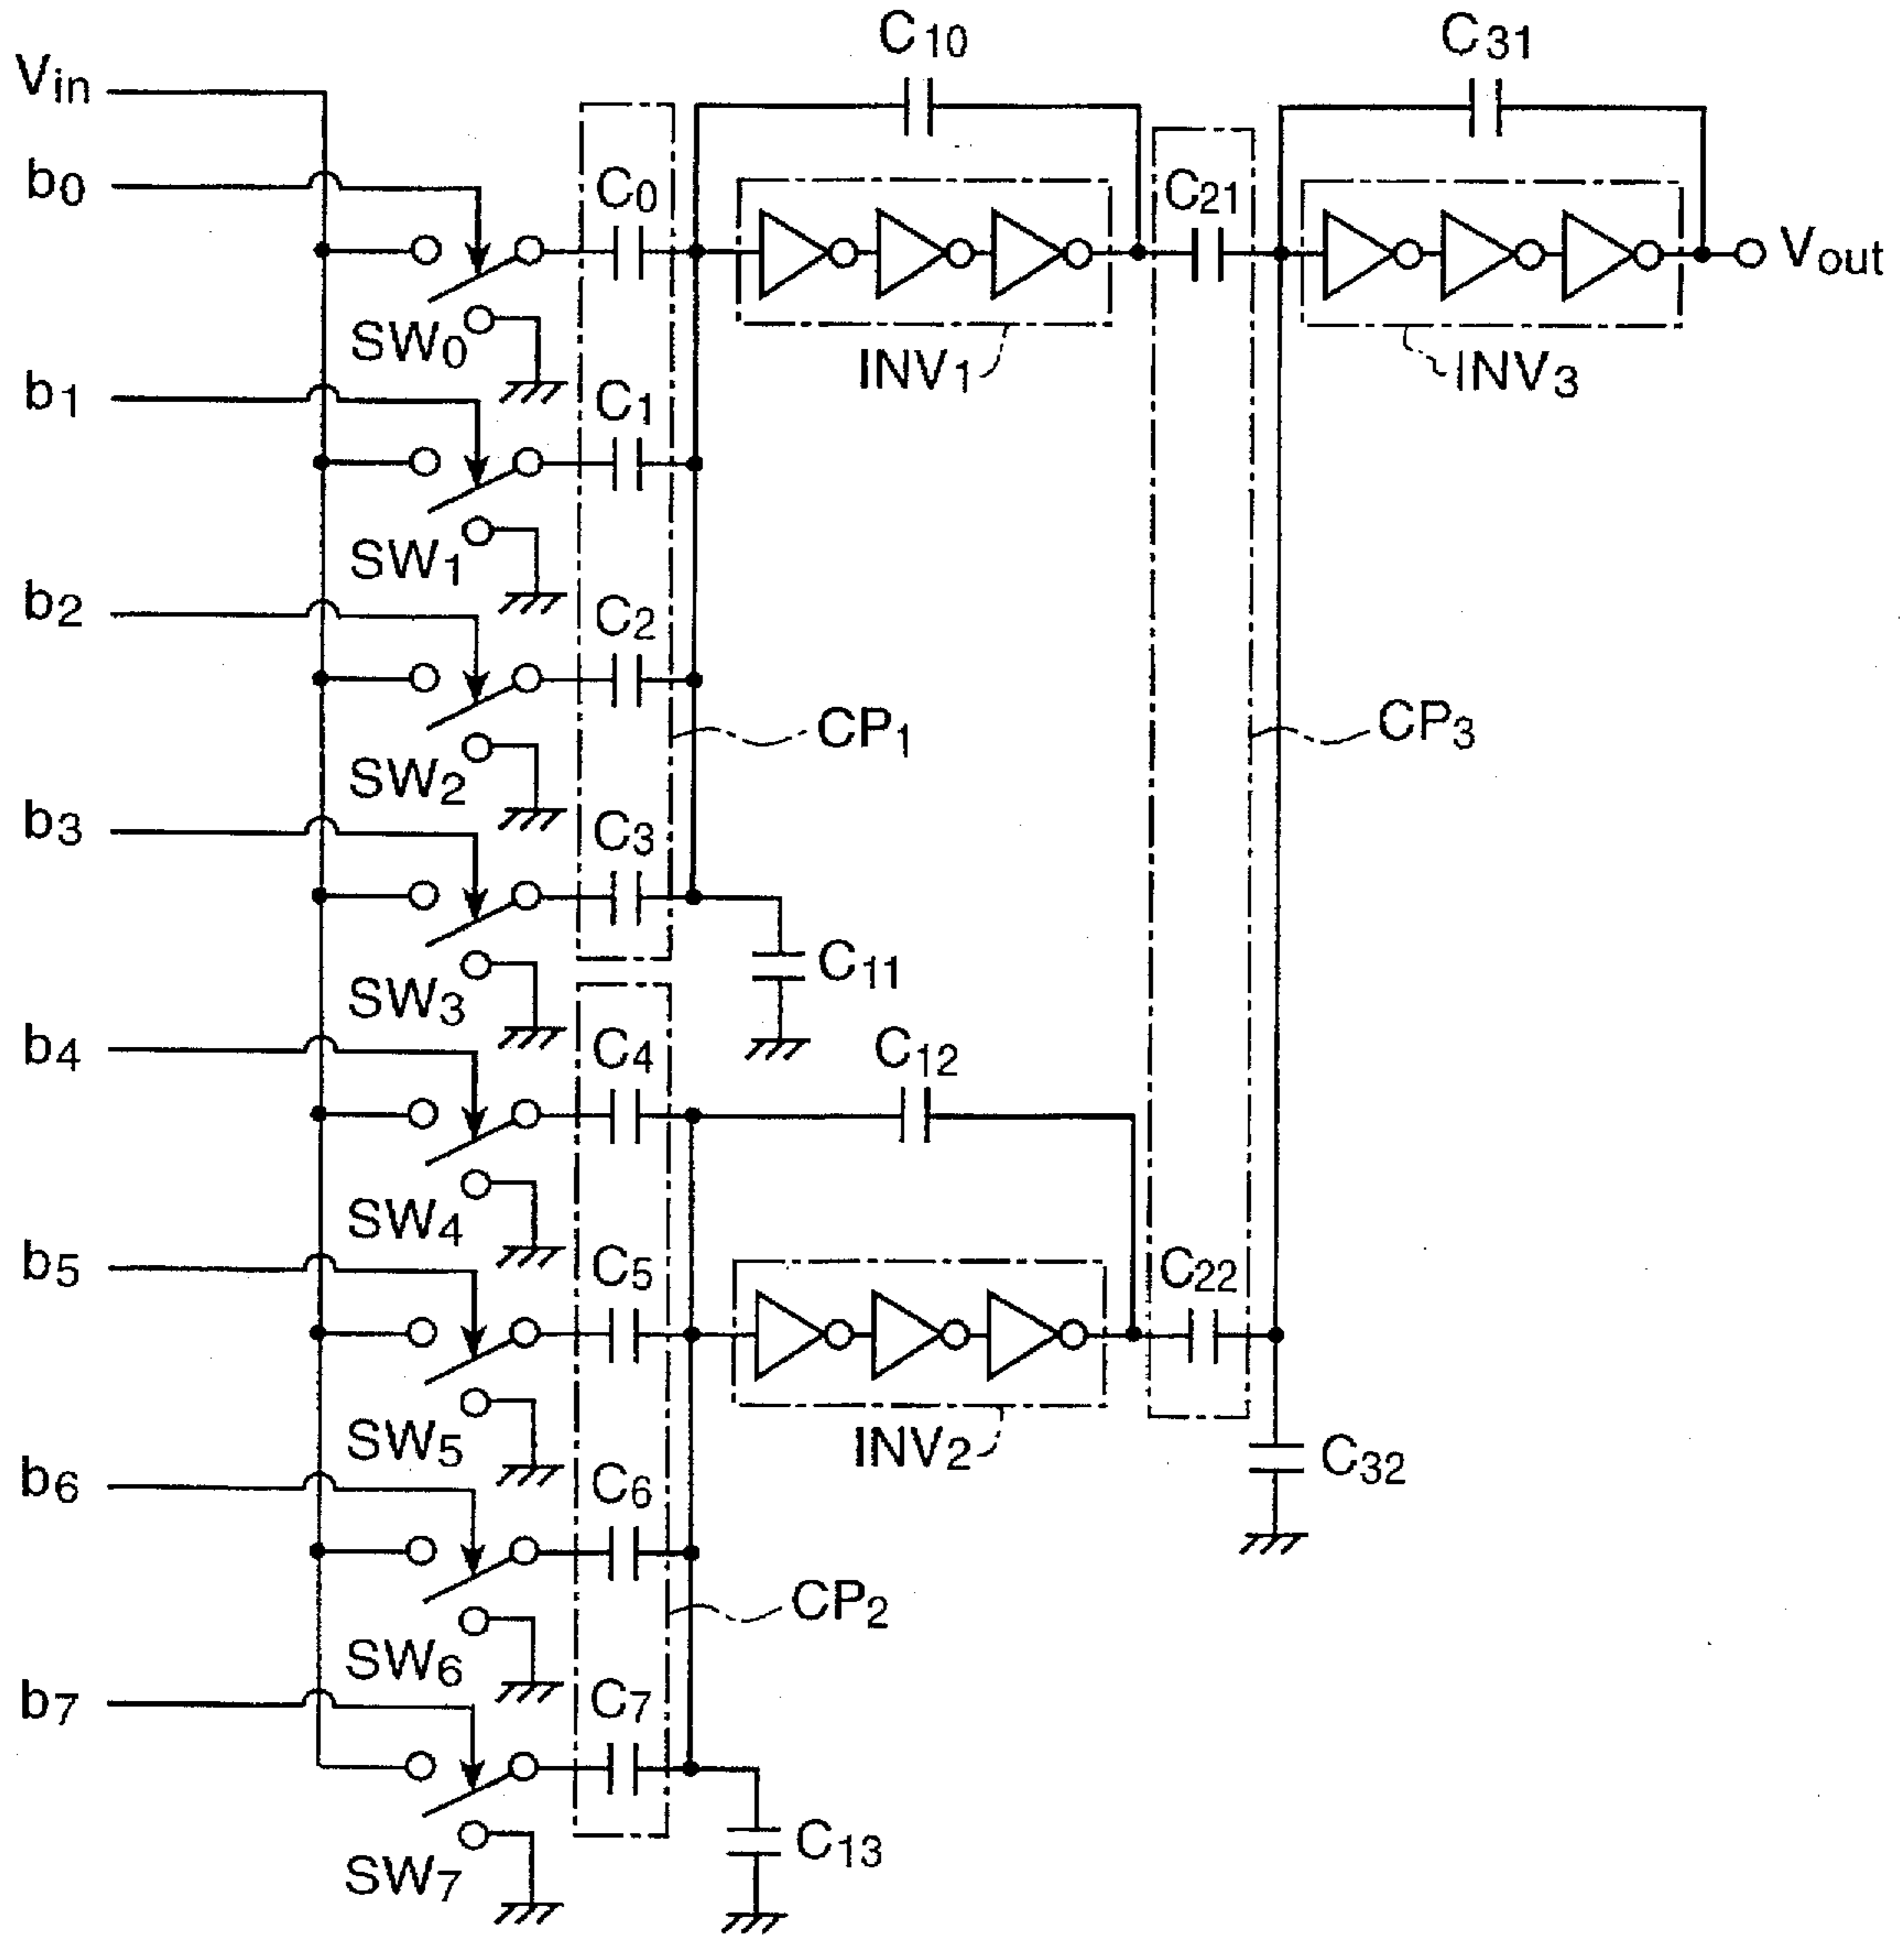 C10
C31
Vin
b0
C0
C21
Vout
SW0
INV1
INV3
b1
C1
SW1
b2
C2
CP1
CP3
SW2
b3
C3
C11
SW3
b4
C4
C12
SW4
b5
C5
C22
SW5
INV2
C32
b6
C6
CP2
SW6
b7
C7
C13
SW7